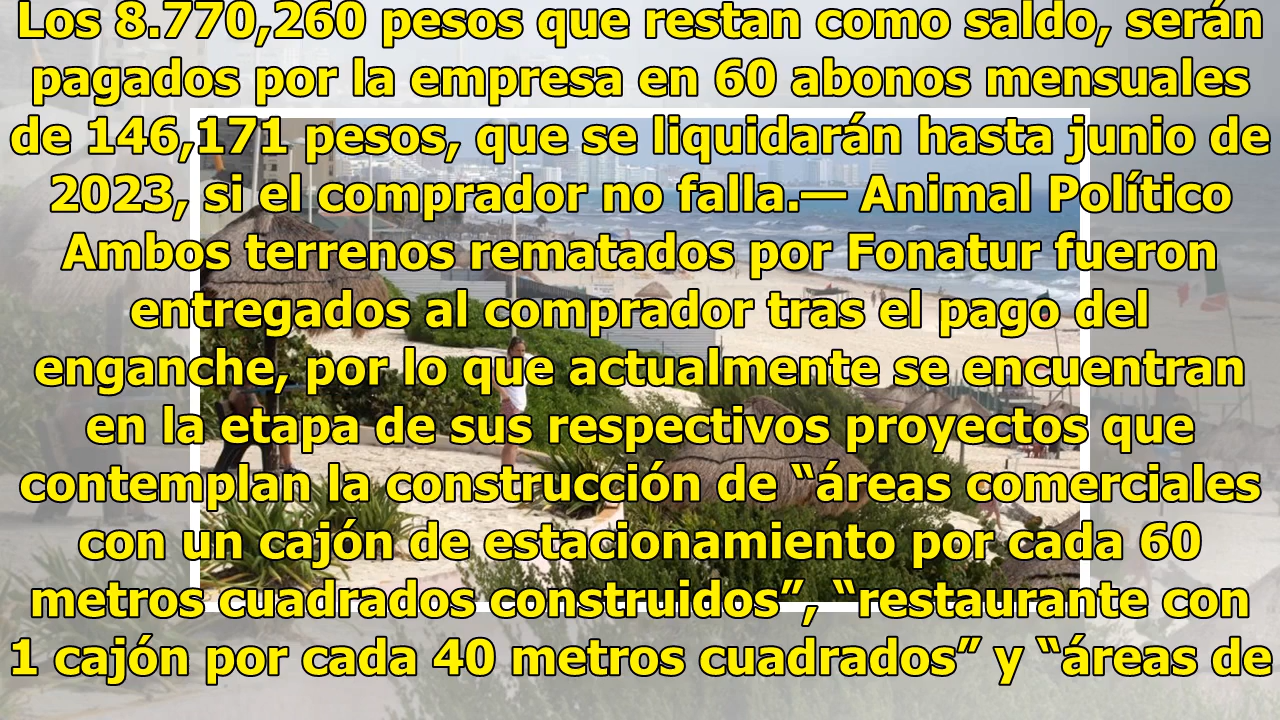 Los 8.770,260 pesos que restan como saldo, serán
pagados por la empresa en 60 abonos mensuales
de 146,171 pesos, que se liquidarán hasta junio de
2023, si el comprador no falla.— Animal Político
Ambos terrenos rematados por Fonatur fueron
entregados al comprador tras el pago del
enganche, por lo que actualmente se encuentran
en la etapa de sus respectivos proyectos que
contemplan la construcción de “áreas comerciales
con un cajón de estacionamiento por cada 60
metros cuadrados construidos”, “restaurante con
1 cajón por cada 40 metros cuadrados” y “áreas de